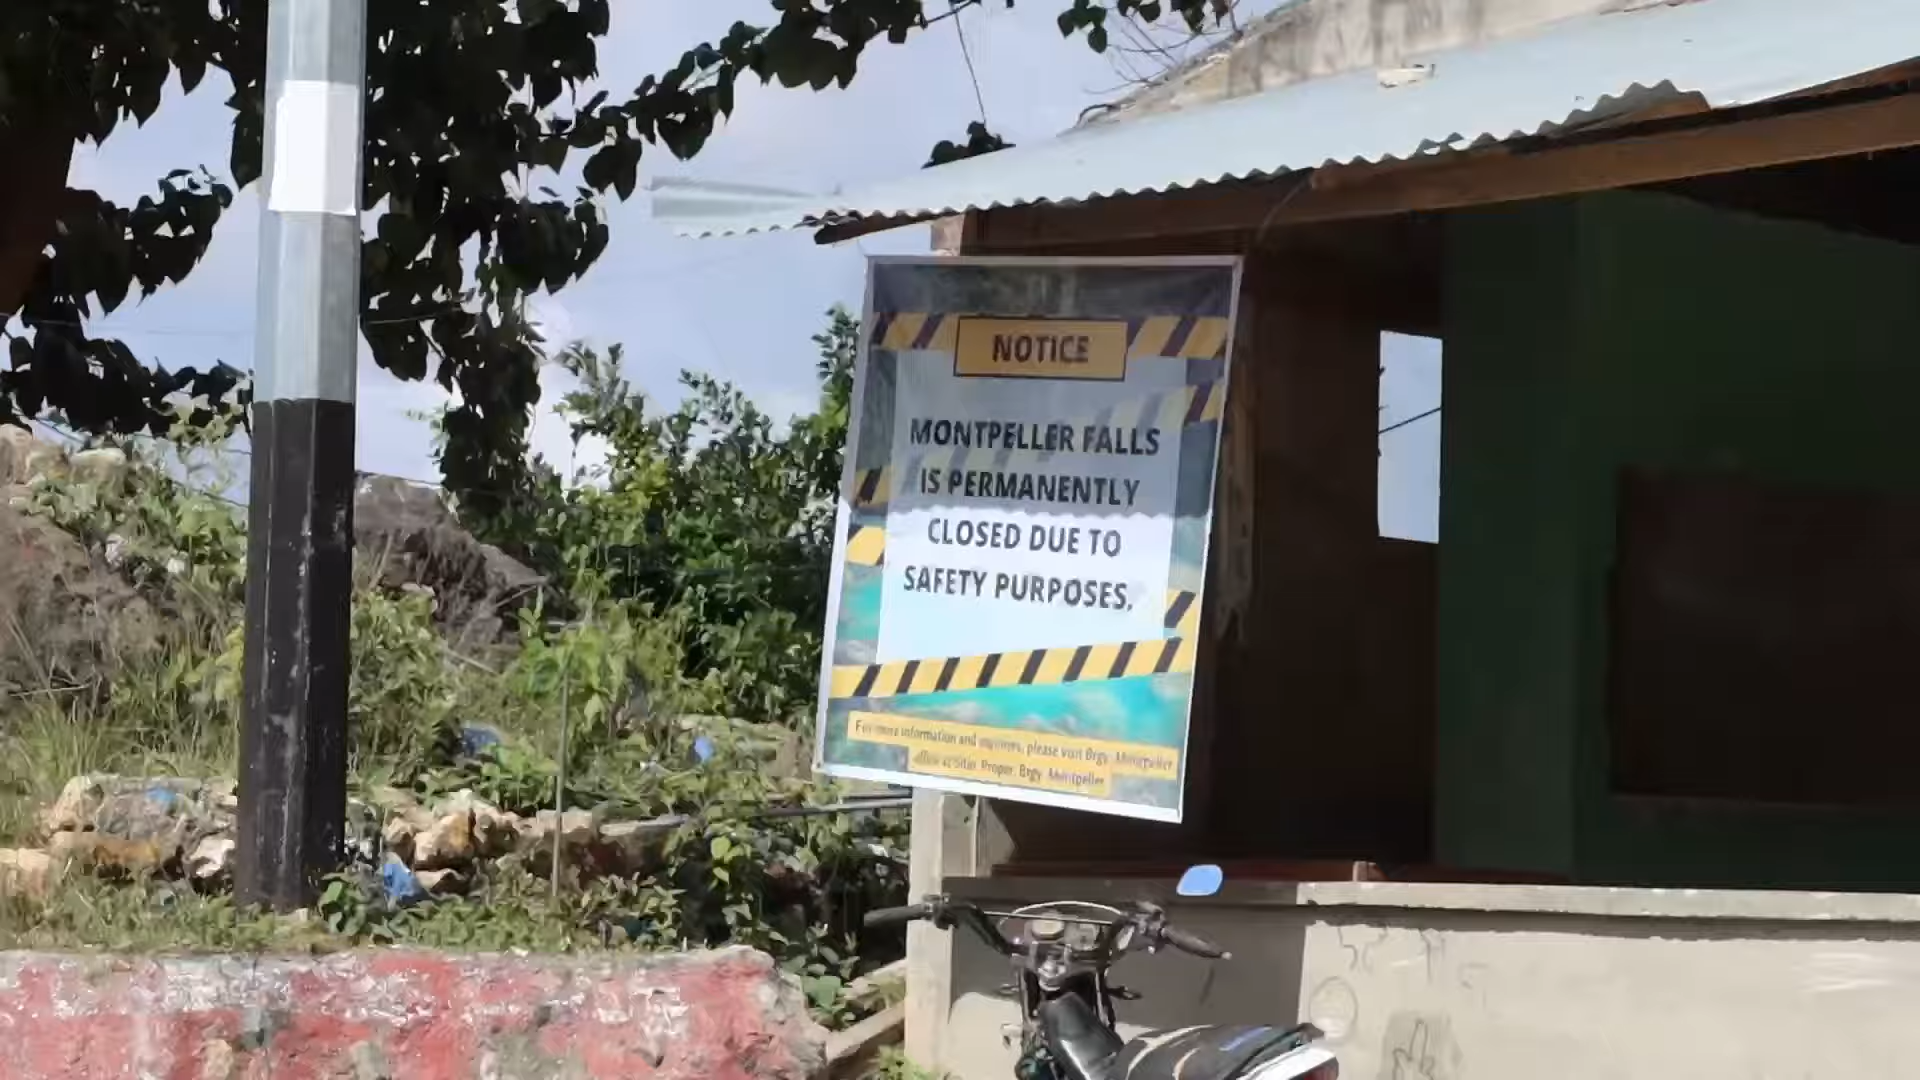 NOTICE
MONTPELLER FALLS
IS PERMANENTLY
CLOSED DUE TO
SAFETY PURPOSES.
For more information and inquiries, please visit Brgy. Montpeller
office at Sitio Proper, Brgy. Montpeller